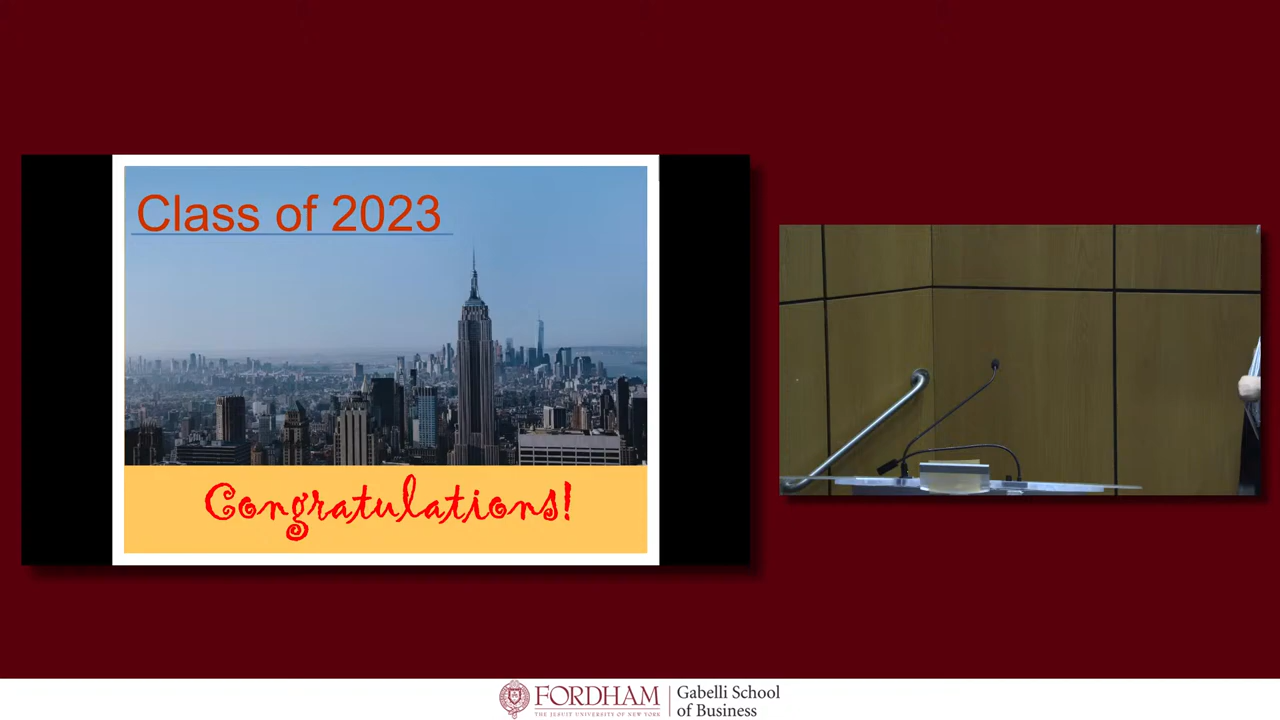 Class of 2023
Congratulations!
FORDHAM
THE JESUIT UNIVERSITY OF NEW YORK
Gabelli School
of Business